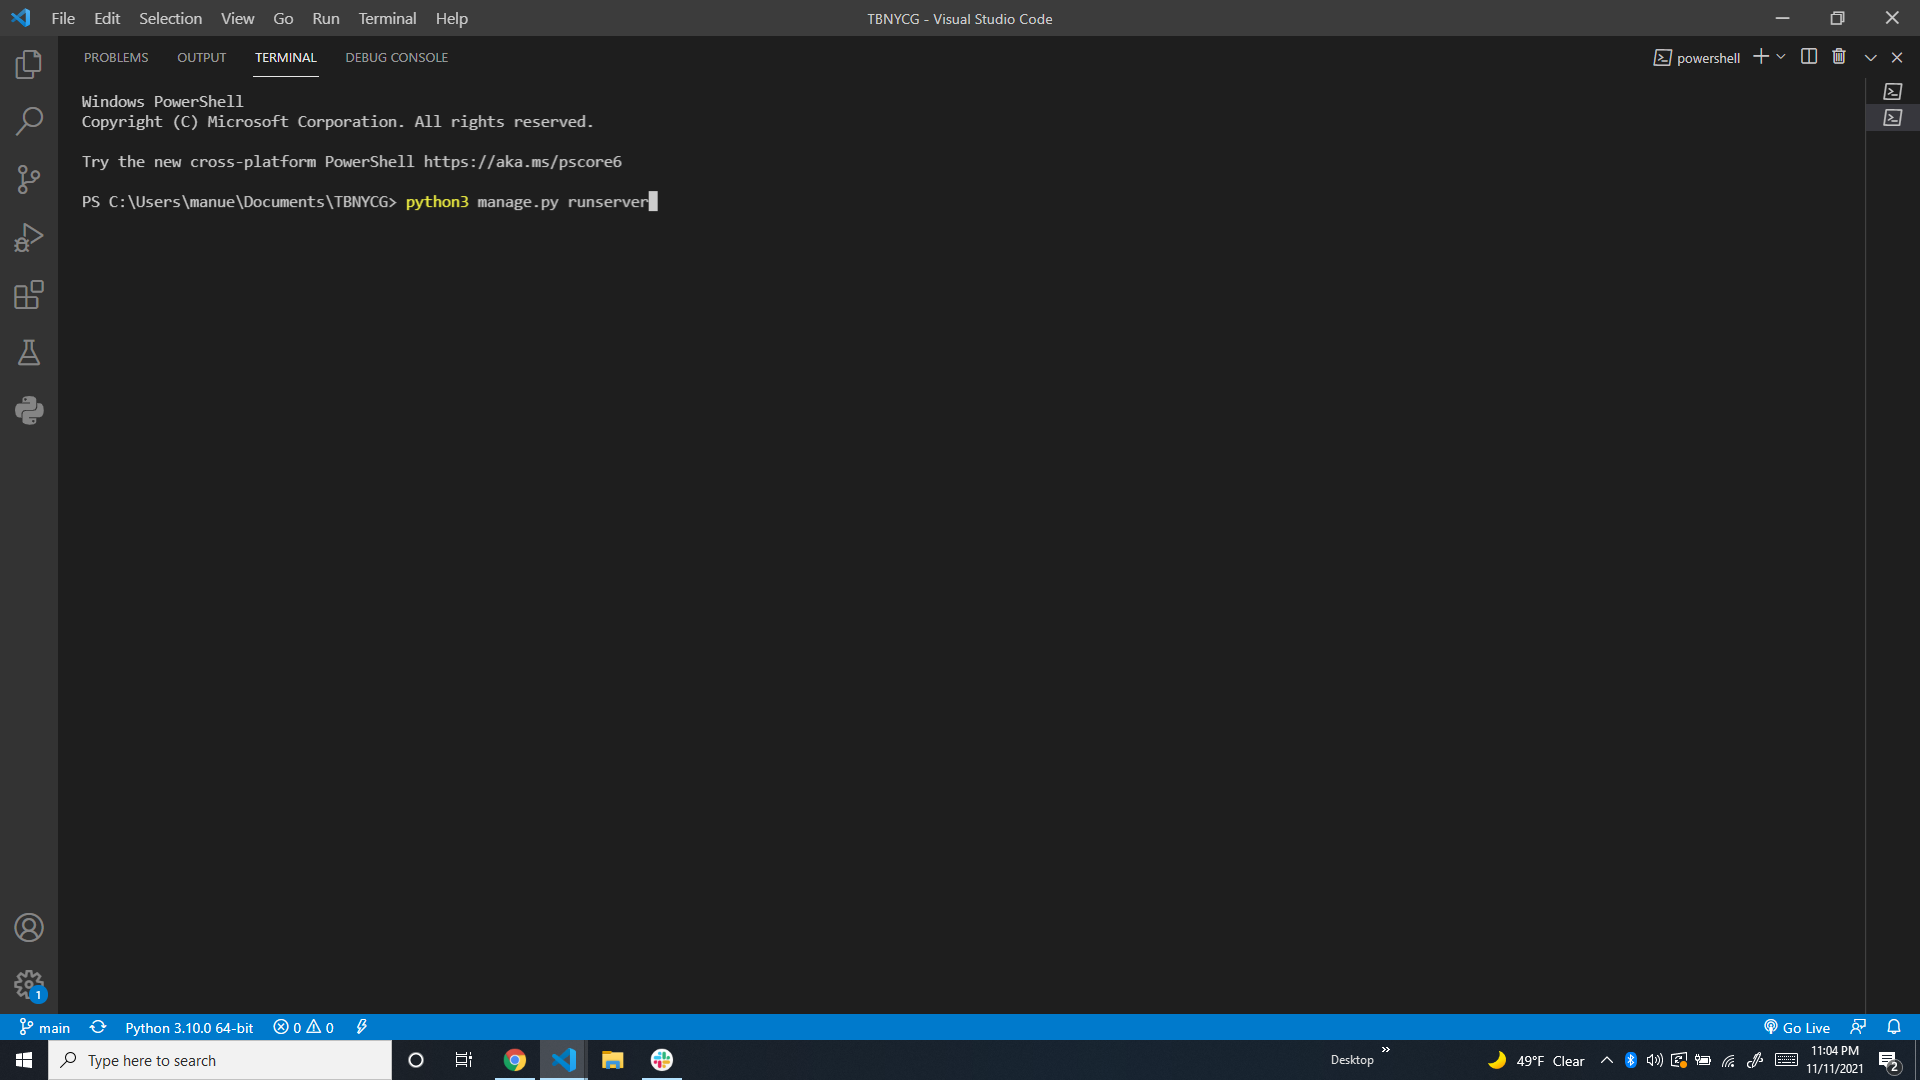 File Edit Selection View Go Run Terminal Help
TBNYCG - Visual Studio Code
PROBLEMS OUTPUT TERMINAL DEBUG CONSOLE
powershell
Windows PowerShell
Copyright (C) Microsoft Corporation. All rights reserved.
Try the new cross-platform PowerShell https://aka.ms/pscore6
PS C:\Users\manue\Documents\TBNYCG> python3 manage.py runserver
1
main Python 3.10.0 64-bit 0 0 Go Live
Type here to search
Desktop »
49°F Clear
11:04 PM
11/11/2021
2